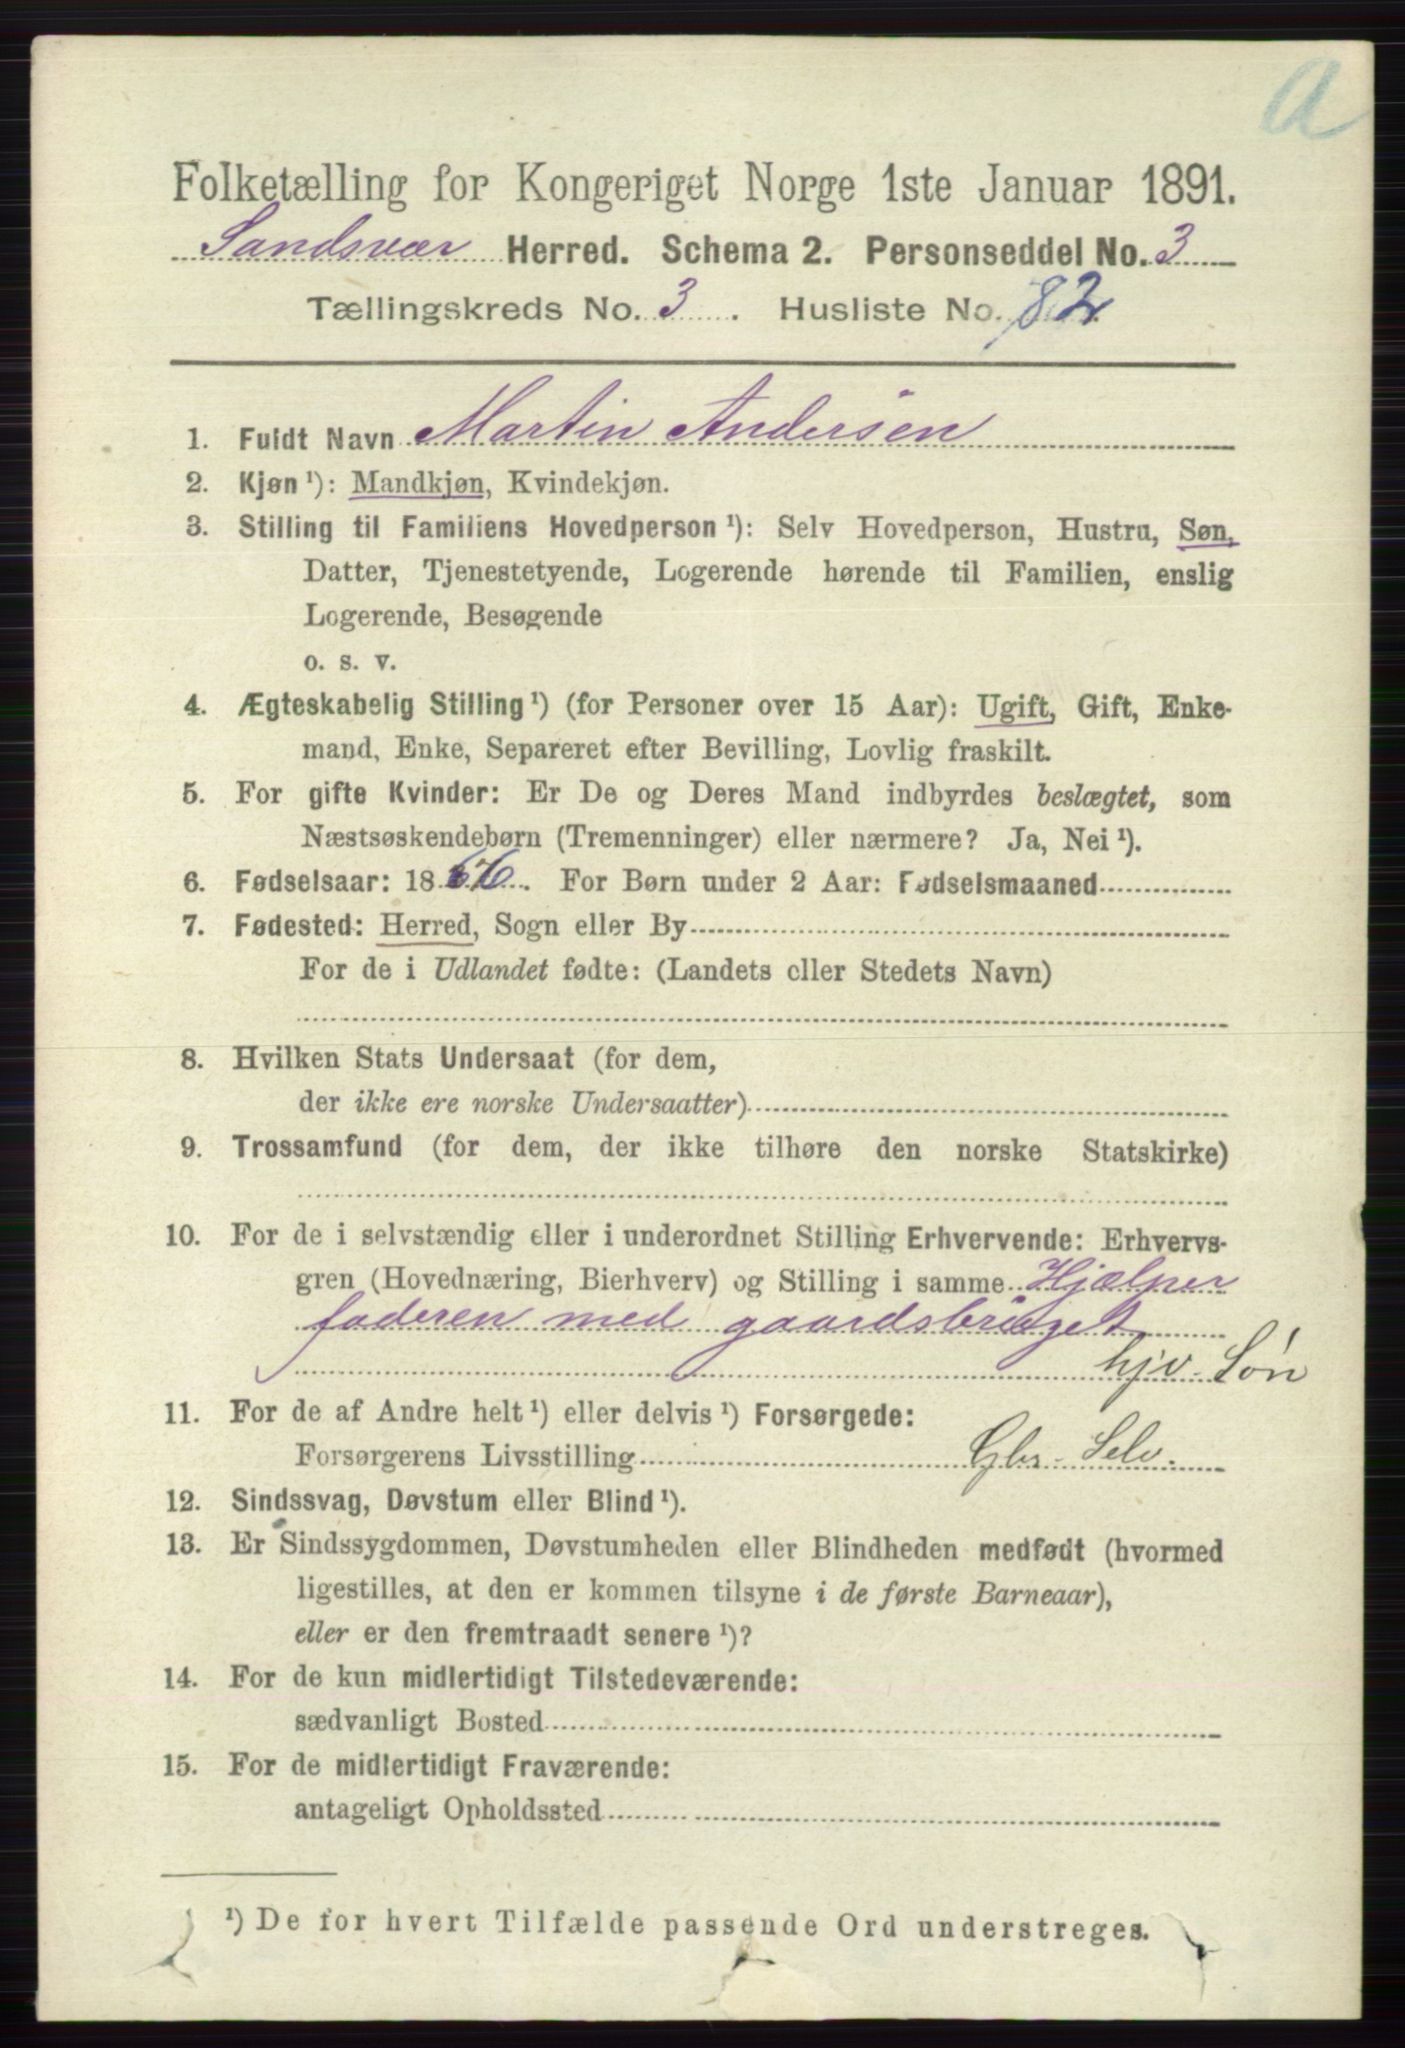 a
Folketælling for Kongeriget Norge 1ste Januar 1891.
Sandsvær Herred. Schema 2. Personseddel No. 3
Tællingskreds No. 3. Husliste No. 82
1. Fuldt Navn Martin Andersen
2. Kjøn ¹): Mandkjøn, Kvindekjøn.
3. Stilling til Familiens Hovedperson ¹): Selv Hovedperson, Hustru, Søn,
Datter, Tjenestetyende, Logerende hørende til Familien, enslig
Logerende, Besøgende
o. s. v.
4. Ægteskabelig Stilling ¹) (for Personer over 15 Aar): Ugift, Gift, Enke-
mand, Enke, Separeret efter Bevilling, Lovlig fraskilt.
5. For gifte Kvinder: Er De og Deres Mand indbyrdes beslægtet, som
Næstsøskendebørn (Tremenninger) eller nærmere? Ja, Nei ¹).
6. Fødselsaar: 18 . For Børn under 2 Aar: Fødselsmaaned
7. Fødested: Herred, Sogn eller By
For de i Udlandet fødte: (Landets eller Stedets Navn)
8. Hvilken Stats Undersaat (for dem,
der ikke ere norske Undersaatter)
9. Trossamfund (for dem, der ikke tilhøre den norske Statskirke)
10. For de i selvstændig eller i underordnet Stilling Erhvervende: Erhvervs-
gren (Hovednæring, Bierhverv) og Stilling i samme Hjælper
faderen med gaardsbruget
hjv. Søn
11. For de af Andre helt ¹) eller delvis ¹) Forsørgede:
Forsørgerens Livsstilling Gbr. Selv.
12. Sindssvag, Døvstum eller Blind ¹).
13. Er Sindssygdommen, Døvstumheden eller Blindheden medfødt (hvormed
ligestilles, at den er kommen tilsyne i de første Barneaar),
eller er den fremtraadt senere ¹)?
14. For de kun midlertidigt Tilstedeværende:
sædvanligt Bosted
15. For de midlertidigt Fraværende:
antageligt Opholdssted
¹) De for hvert Tilfælde passende Ord understreges.